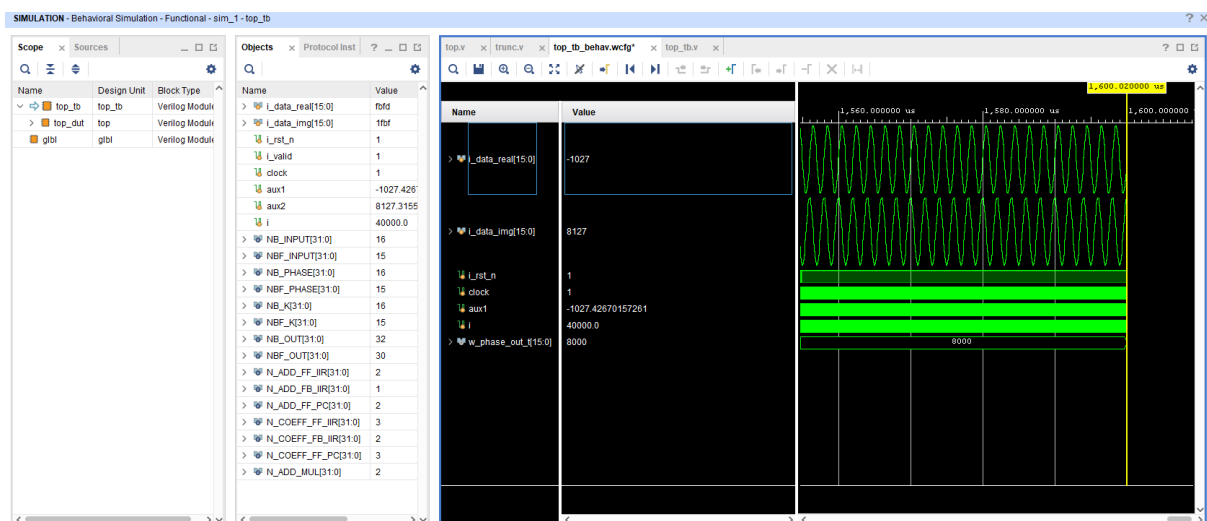 SIMULATION - Behavioral Simulation - Functional - sim_1 - top_tb
Scope Sources
Name Design Unit Block Type
top_tb top_tb Verilog Module
top_dut top Verilog Module
glbl glbl Verilog Module
Objects Protocol Inst
Name Value
i_data_real[15:0] fbfd
i_data_img[15:0] 1fbf
i_rst_n 1
i_valid 1
clock 1
aux1 -1027.426
aux2 8127.3155
i 40000.0
NB_INPUT[31:0] 16
NBF_INPUT[31:0] 15
NB_PHASE[31:0] 16
NBF_PHASE[31:0] 15
NB_K[31:0] 16
NBF_K[31:0] 15
NB_OUT[31:0] 32
NBF_OUT[31:0] 30
N_ADD_FF_IIR[31:0] 2
N_ADD_FB_IIR[31:0] 1
N_ADD_FF_PC[31:0] 2
N_COEFF_FF_IIR[31:0] 3
N_COEFF_FB_IIR[31:0] 2
N_COEFF_FF_PC[31:0] 3
N_ADD_MUL[31:0] 2
top.v trunc.v top_tb_behav.wcfg* top_tb.v
1,600.020000 us
Name Value
1,560.000000 us 1,580.000000 us 1,600.000000
i_data_real[15:0] -1027
i_data_img[15:0] 8127
i_rst_n 1
clock 1
aux1 -1027.42670157261
i 40000.0
w_phase_out_t[15:0] 8000 8000